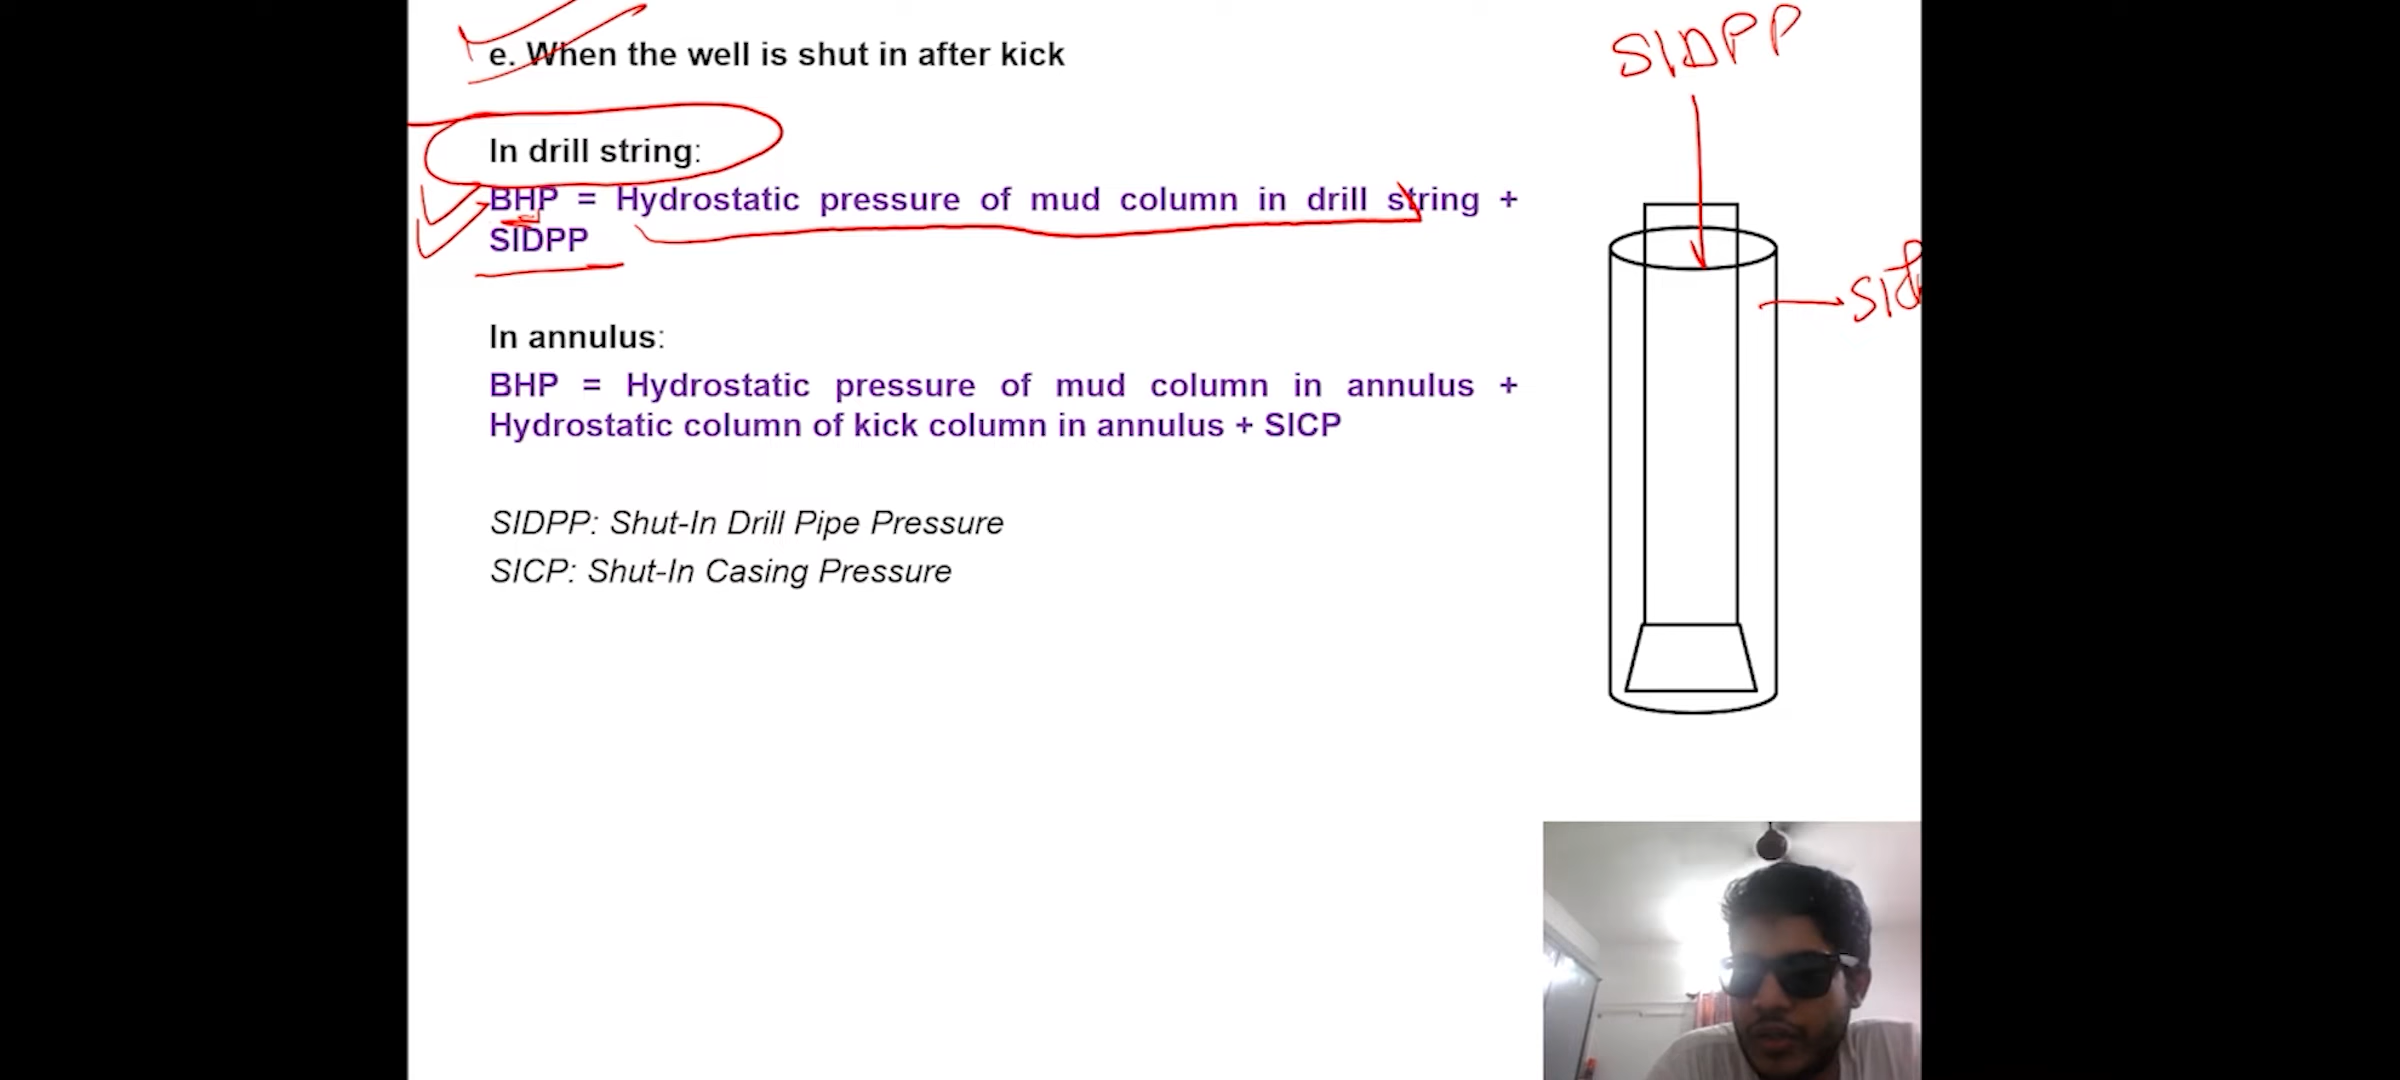 e. When the well is shut in after kick
SIDPP
In drill string:
BHP = Hydrostatic pressure of mud column in drill string +
SIDPP
In annulus:
BHP = Hydrostatic pressure of mud column in annulus +
Hydrostatic column of kick column in annulus + SICP
SIDPP: Shut-In Drill Pipe Pressure
SICP: Shut-In Casing Pressure